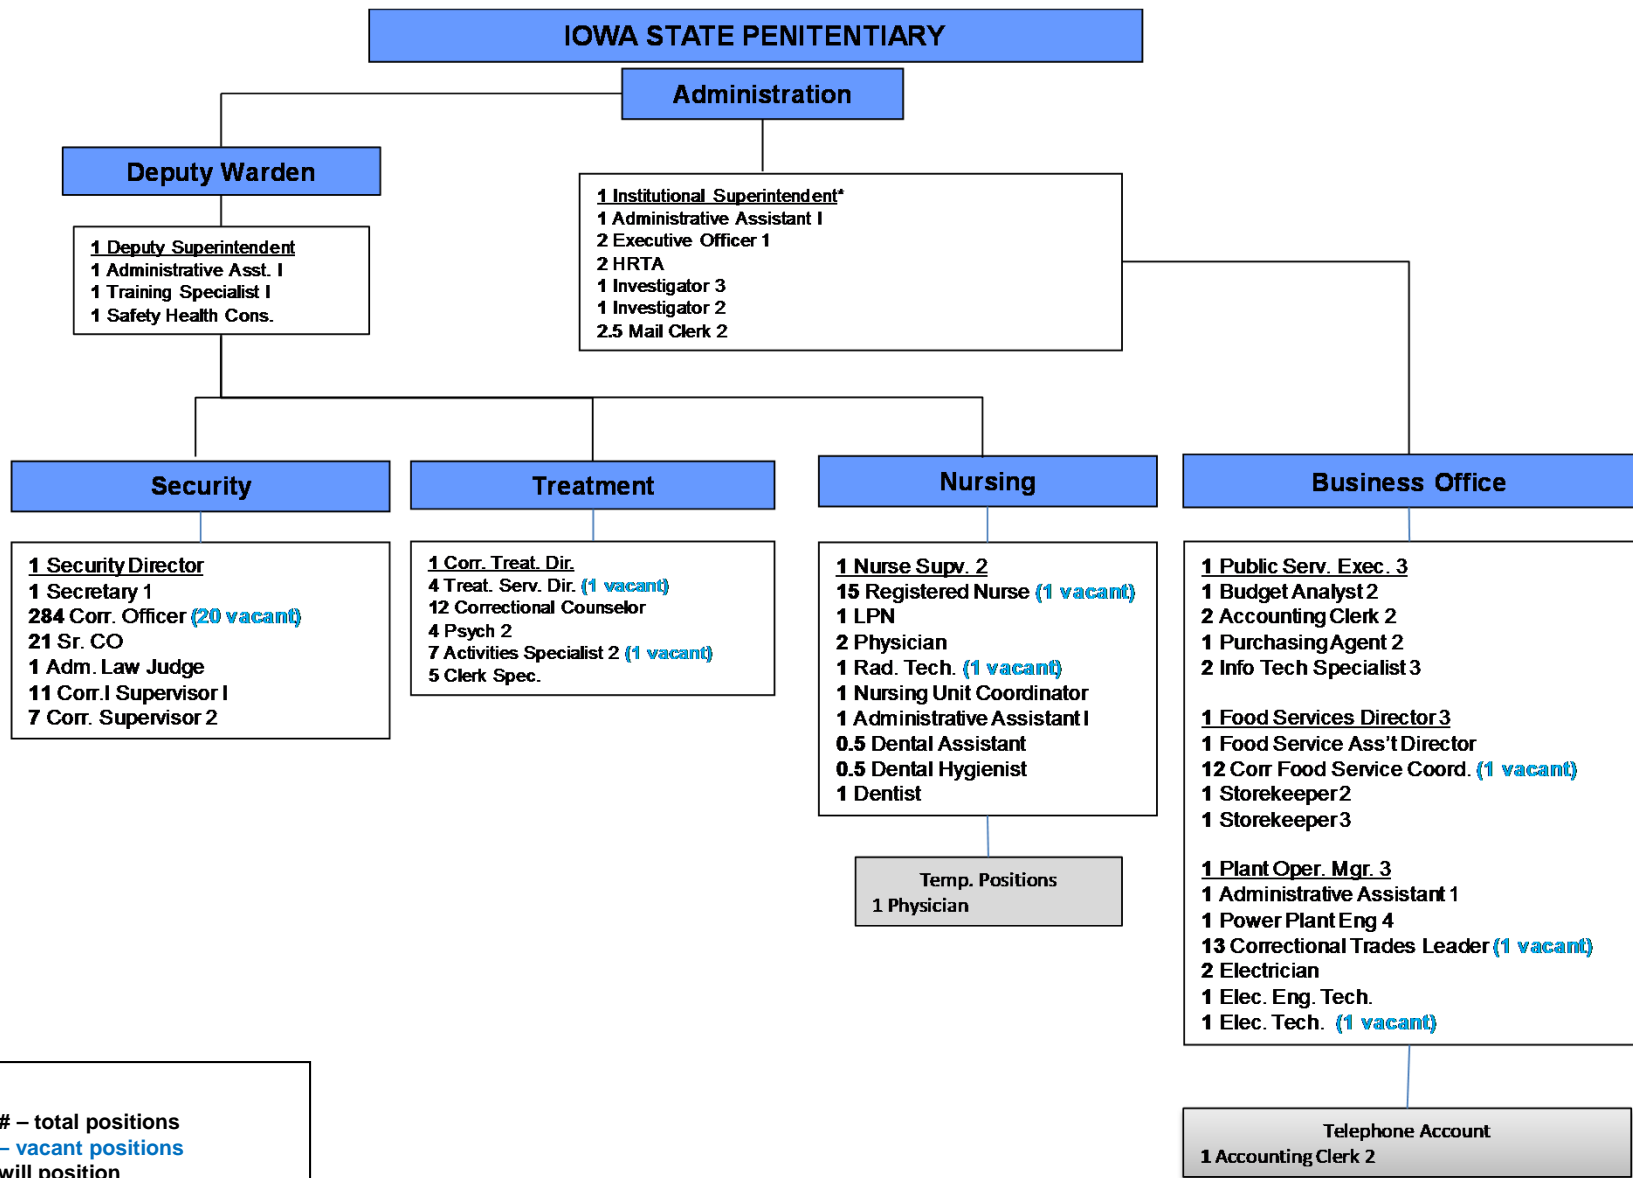 IOWA STATE PENITENTIARY
Administration
Deputy Warden
1 Deputy Superintendent
1 Administrative Asst. I
1 Training Specialist I
1 Safety Health Cons.
1 Institutional Superintendent*
1 Administrative Assistant I
2 Executive Officer 1
2 HRTA
1 Investigator 3
1 Investigator 2
2.5 Mail Clerk 2
Security
1 Security Director
1 Secretary 1
284 Corr. Officer (20 vacant)
21 Sr. CO
1 Adm. Law Judge
11 Corr.I Supervisor I
7 Corr. Supervisor 2
Treatment
1 Corr. Treat. Dir.
4 Treat. Serv. Dir. (1 vacant)
12 Correctional Counselor
4 Psych 2
7 Activities Specialist 2 (1 vacant)
5 Clerk Spec.
Nursing
1 Nurse Supv. 2
15 Registered Nurse (1 vacant)
1 LPN
2 Physician
1 Rad. Tech. (1 vacant)
1 Nursing Unit Coordinator
1 Administrative Assistant I
0.5 Dental Assistant
0.5 Dental Hygienist
1 Dentist
Temp. Positions
1 Physician
Business Office
1 Public Serv. Exec. 3
1 Budget Analyst 2
2 Accounting Clerk 2
1 Purchasing Agent 2
2 Info Tech Specialist 3
1 Food Services Director 3
1 Food Service Ass't Director
12 Corr Food Service Coord. (1 vacant)
1 Storekeeper 2
1 Storekeeper 3
1 Plant Oper. Mgr. 3
1 Administrative Assistant 1
1 Power Plant Eng 4
13 Correctional Trades Leader (1 vacant)
2 Electrician
1 Elec. Eng. Tech.
1 Elec. Tech. (1 vacant)
Telephone Account
1 Accounting Clerk 2
# – total positions
– vacant positions
will position